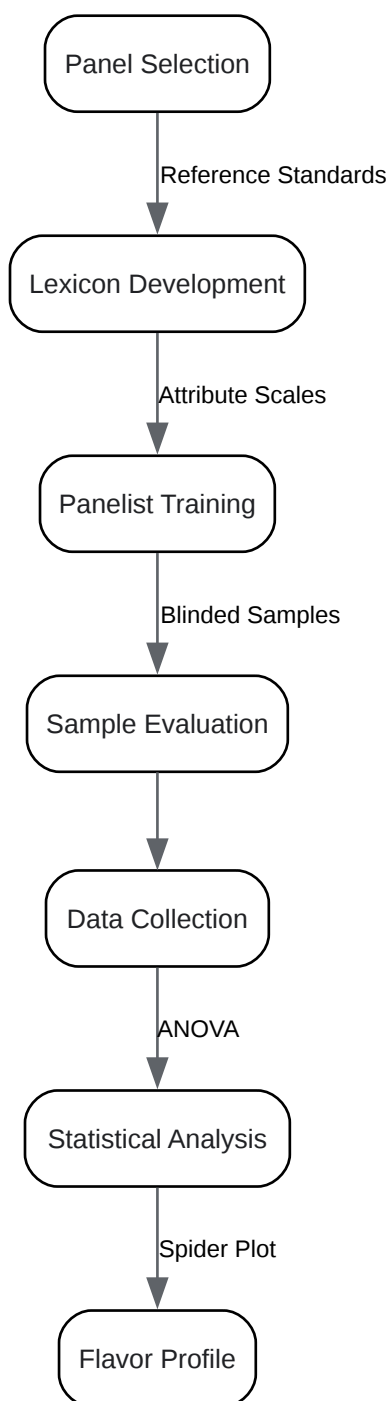 Panel Selection
Reference Standards
Lexicon Development
Attribute Scales
Panelist Training
Blinded Samples
Sample Evaluation
Data Collection
ANOVA
Statistical Analysis
Spider Plot
Flavor Profile